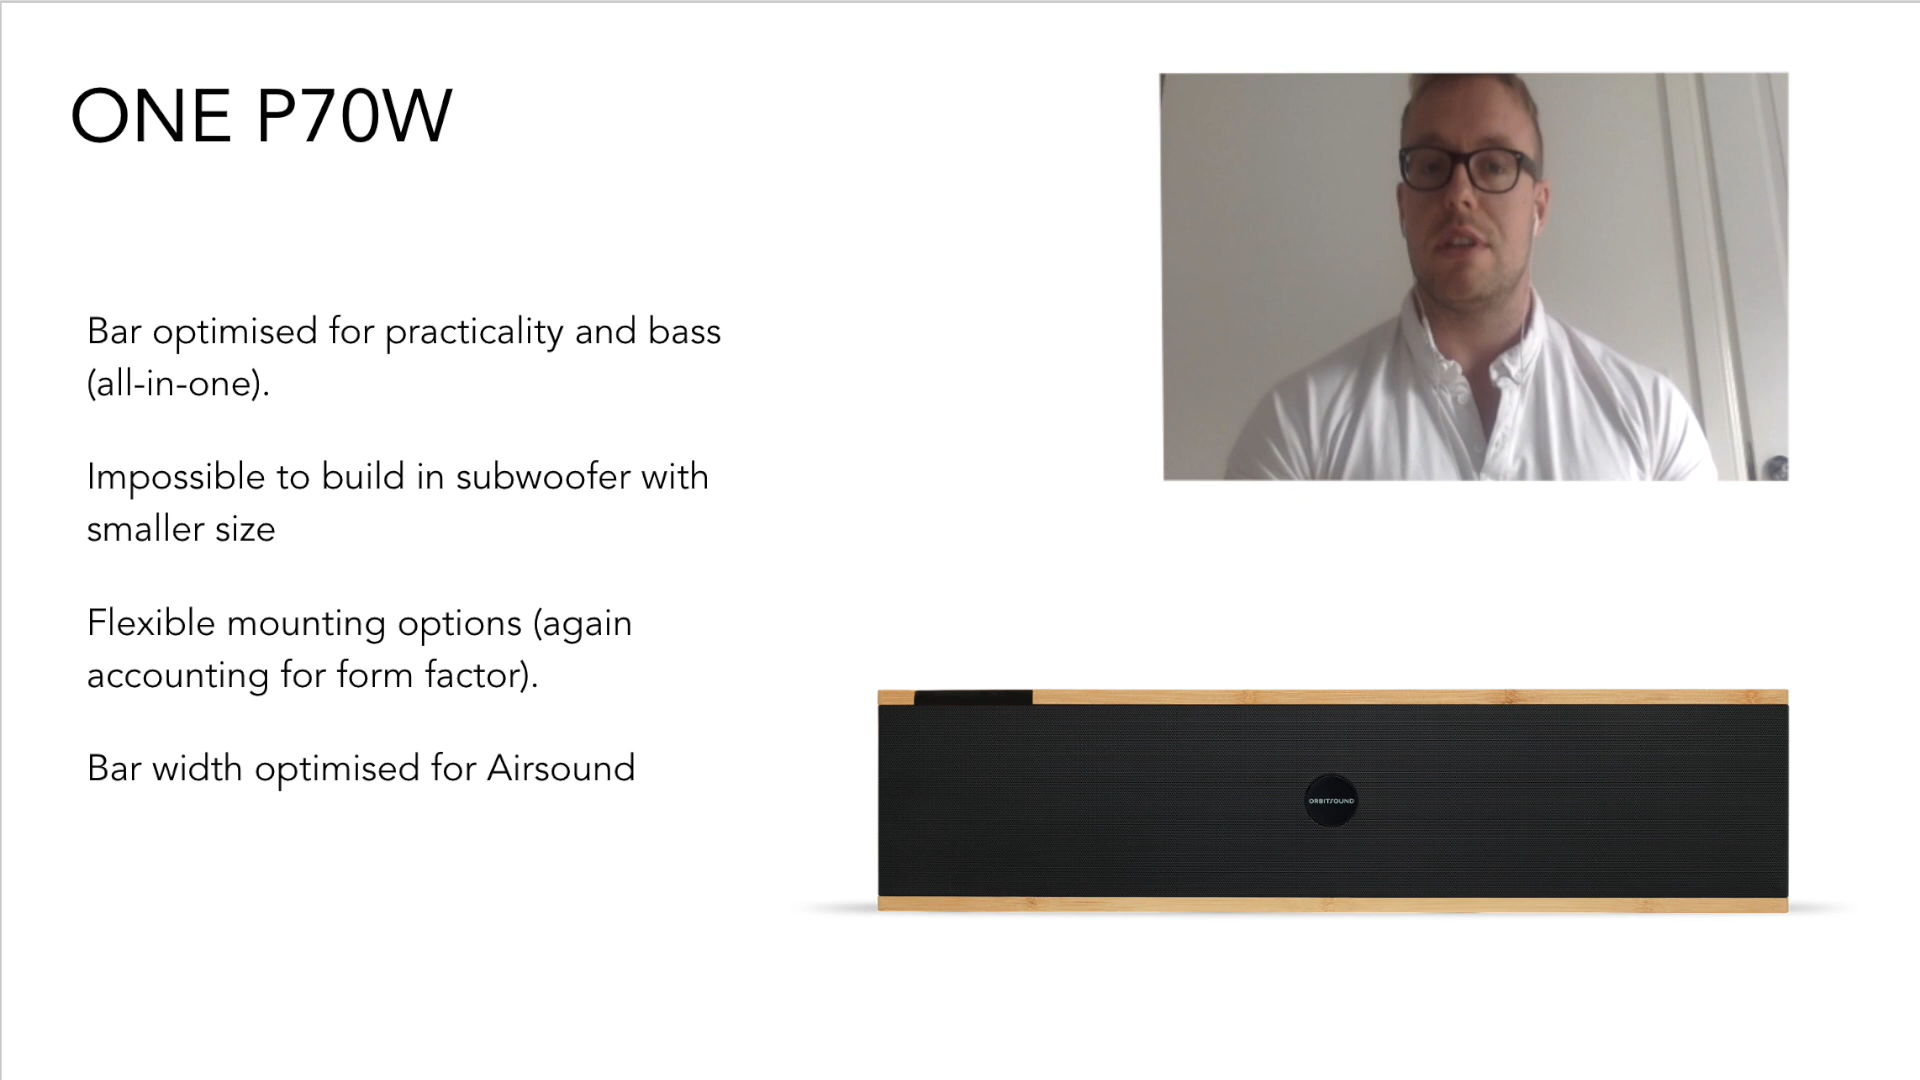 ONE P70W
Bar optimised for practicality and bass
(all-in-one).
Impossible to build in subwoofer with
smaller size
Flexible mounting options (again
accounting for form factor).
Bar width optimised for Airsound
ORBITSOUND